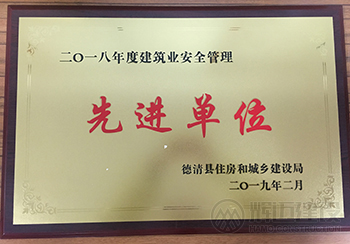 二〇一八年度建筑业安全管理
先进单位
德清县住房和城乡建设局
二〇一九年二月